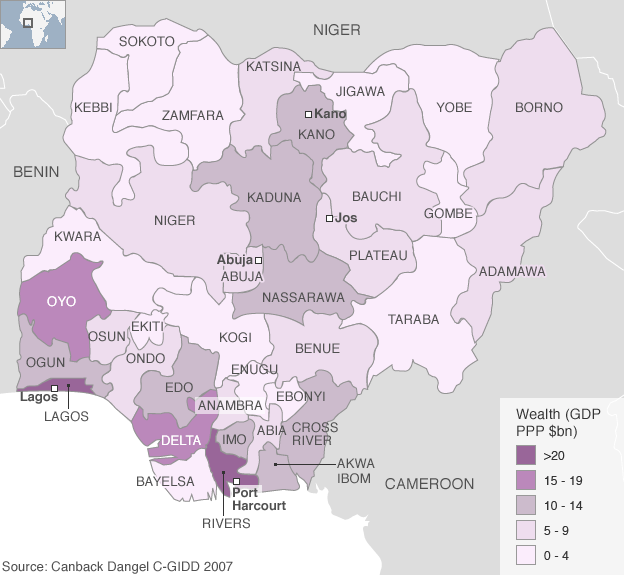 NIGER
SOKOTO
KATSINA
JIGAWA
KEBBI
ZAMFARA
YOBE
BORNO
Kano
KANO
BENIN
KADUNA
BAUCHI
GOMBE
NIGER
Jos
KWARA
Abuja
ABUJA
PLATEAU
ADAMAWA
NASSARAWA
OYO
TARABA
EKITI
OSUN
KOGI
BENUE
ONDO
OGUN
ENUGU
EDO
EBONYI
Lagos
LAGOS
ANAMBRA
ABIA
CROSS
RIVER
DELTA
IMO
AKWA
IBOM
BAYELSA
CAMEROON
Port
Harcourt
RIVERS
Wealth (GDP
PPP $bn)
>20
15 - 19
10 - 14
5 - 9
0 - 4
Source: Canback Dangel C-GIDD 2007